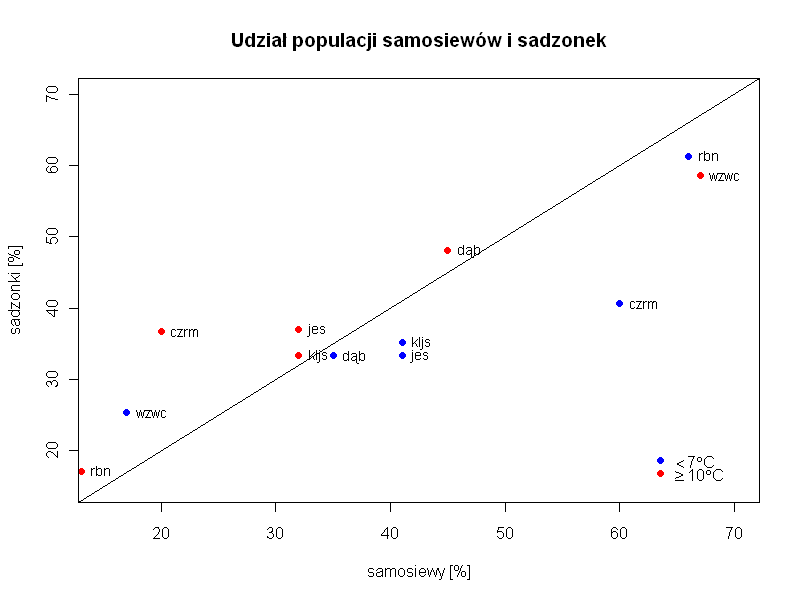 Udział populacji samosiewów i sadzonek
70
60
50
40
30
20
sadzonki [%]
rbn
wzwc
dąb
czrm
jes
czrm
kljs
kljs
dąb
jes
wzwc
rbn
< 7°C
≥ 10°C
20 30 40 50 60 70
samosiewy [%]